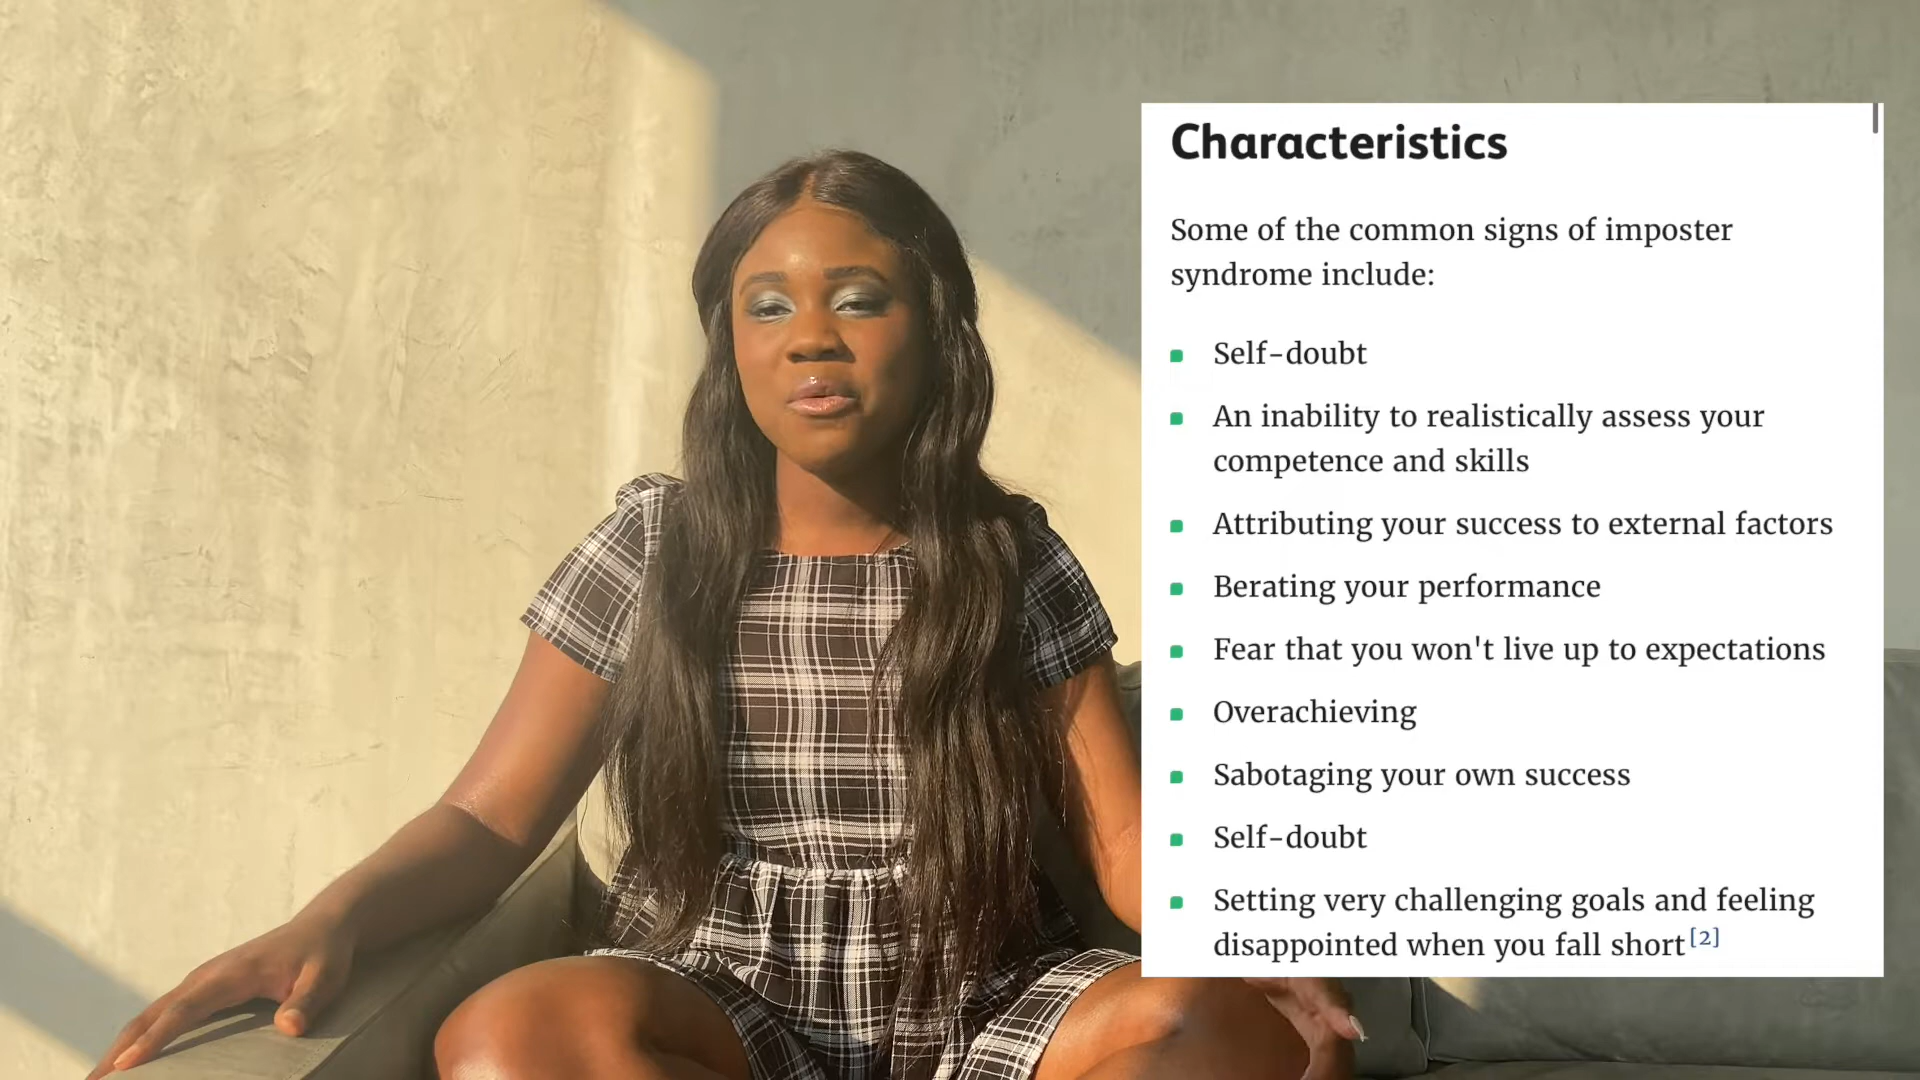 Characteristics
Some of the common signs of imposter
syndrome include:
Self-doubt
An inability to realistically assess your
competence and skills
Attributing your success to external factors
Berating your performance
Fear that you won't live up to expectations
Overachieving
Sabotaging your own success
Self-doubt
Setting very challenging goals and feeling
disappointed when you fall short [2]